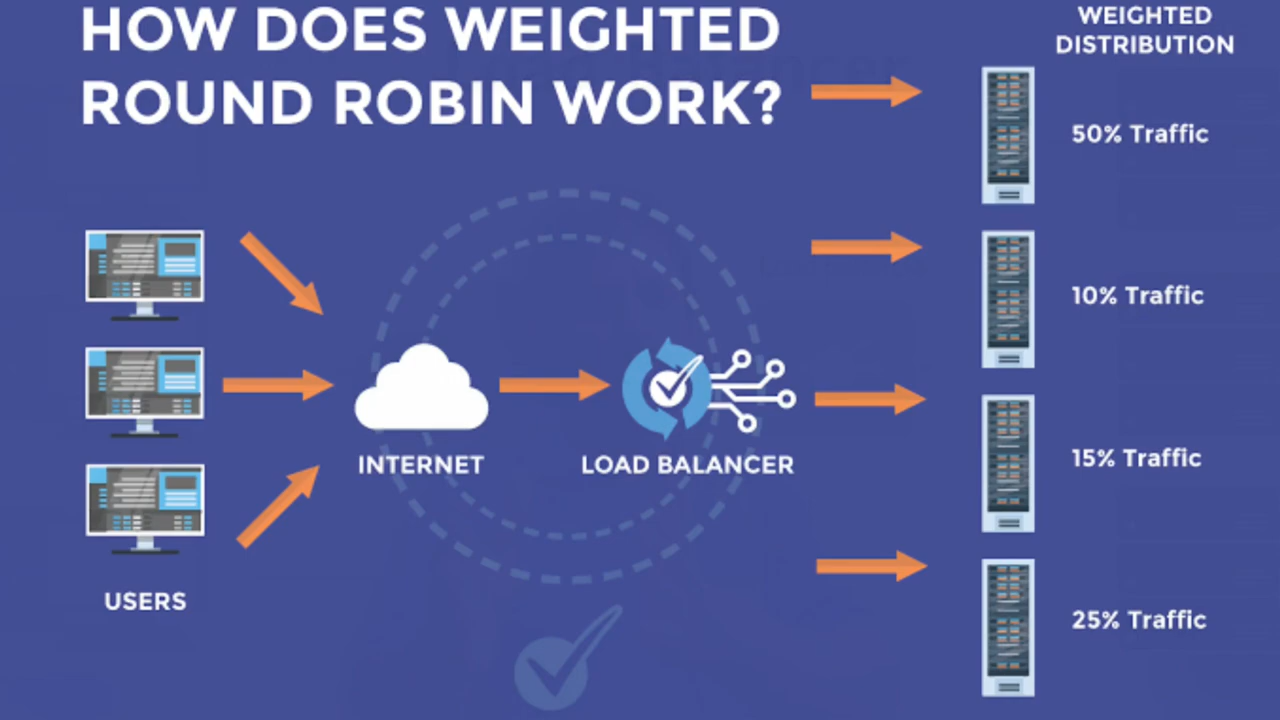 HOW DOES WEIGHTED
ROUND ROBIN WORK?
WEIGHTED
DISTRIBUTION
50% Traffic
10% Traffic
15% Traffic
25% Traffic
INTERNET
LOAD BALANCER
USERS